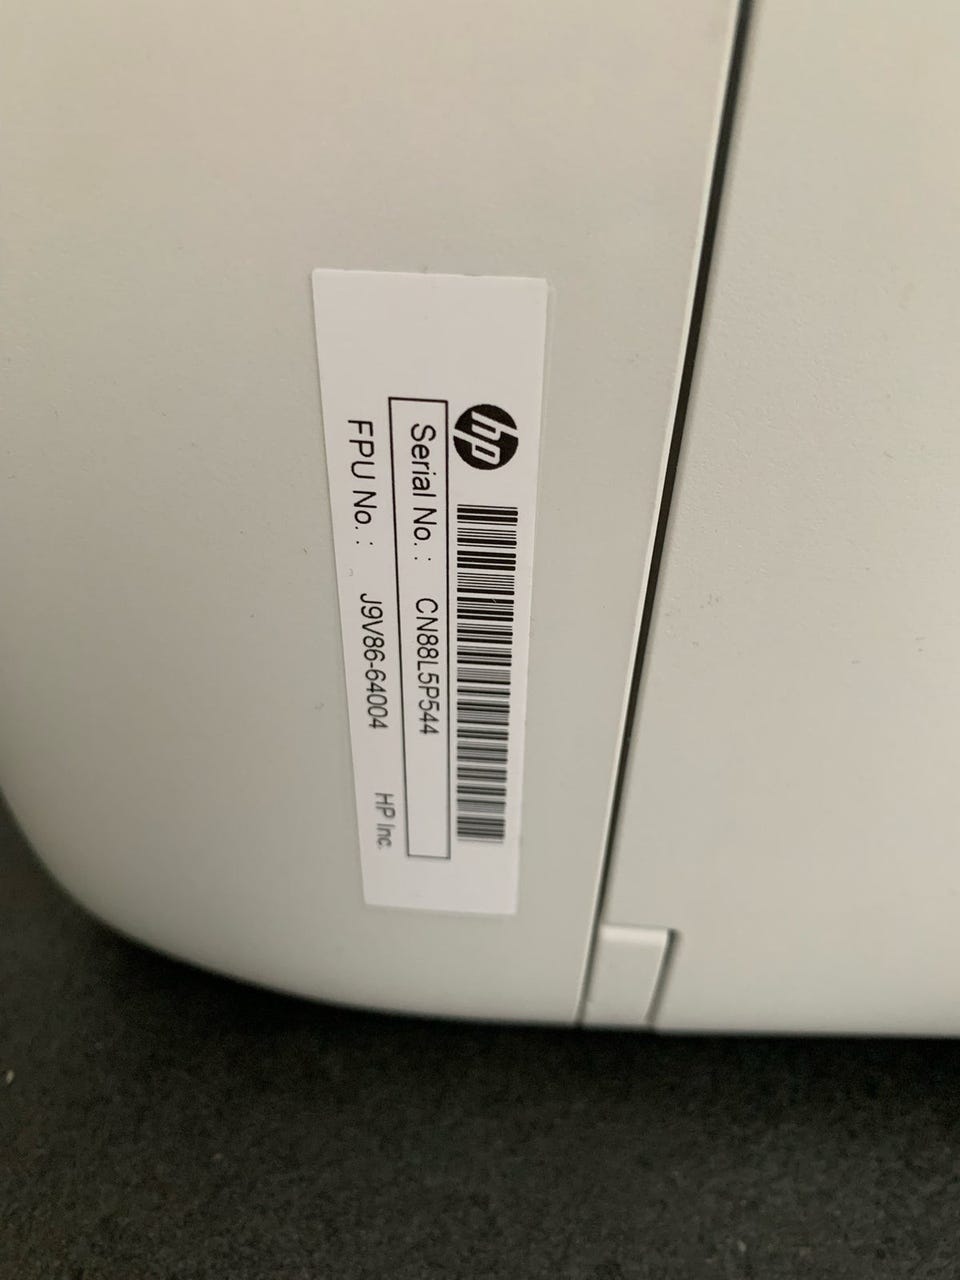 hp
Serial No. : CN88L5P544
FPU No. : J9V86-64004 HP Inc.